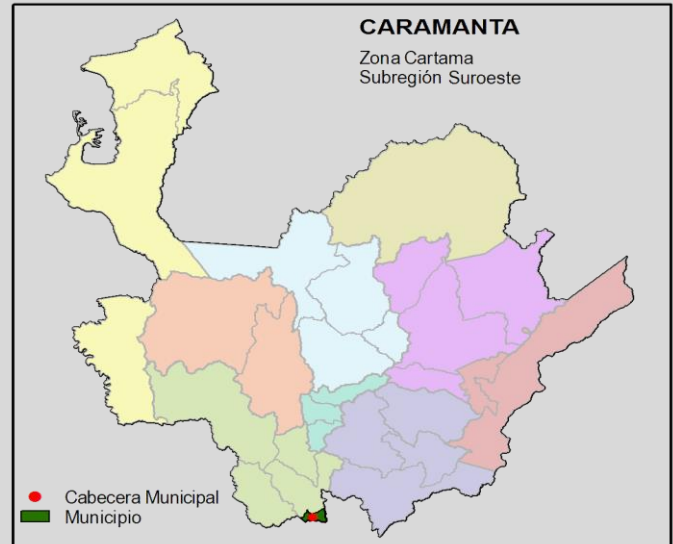 CARAMANTA
Zona Cartama
Subregión Suroeste
Cabecera Municipal
Municipio